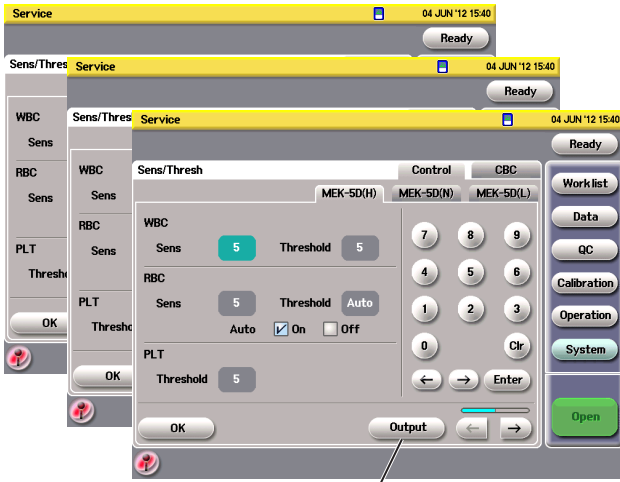 Service 04 JUN '12 15:40
Ready
Sens/Thres
WBC
Sens
RBC
Sens
PLT
Thresho
OK
Service 04 JUN '12 15:40
Ready
Sens/Thres
WBC
Sens
RBC
Sens
PLT
Thresho
OK
Service 04 JUN '12 15:40
Ready
Sens/Thresh Control CBC
MEK-5D(H) MEK-5D(N) MEK-5D(L)
WBC
Sens 5 Threshold 5
RBC
Sens 5 Threshold Auto
Auto On Off
PLT
Threshold 5
7 8 9
4 5 6
1 2 3
0 Clr
← → Enter
OK Output ← →
Work list
Data
QC
Calibration
Operation
System
Open